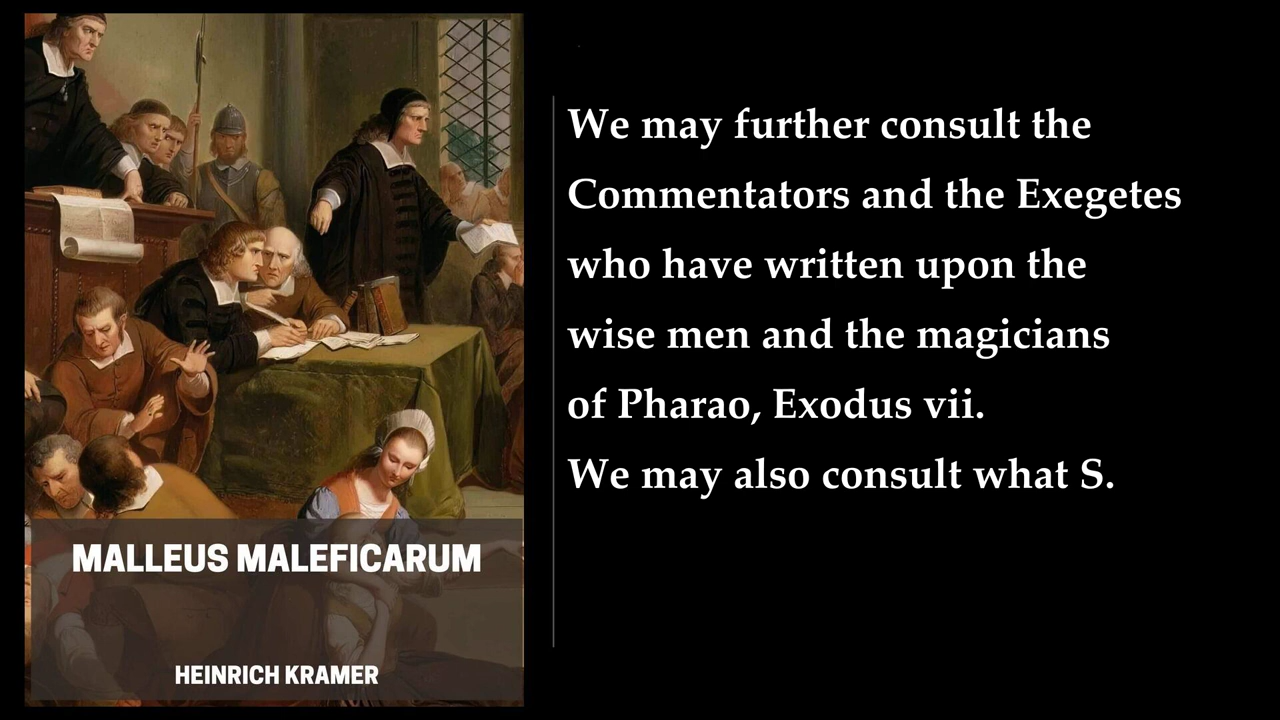 MALLEUS MALEFICARUM
HEINRICH KRAMER
We may further consult the
Commentators and the Exegetes
who have written upon the
wise men and the magicians
of Pharao, Exodus vii.
We may also consult what S.